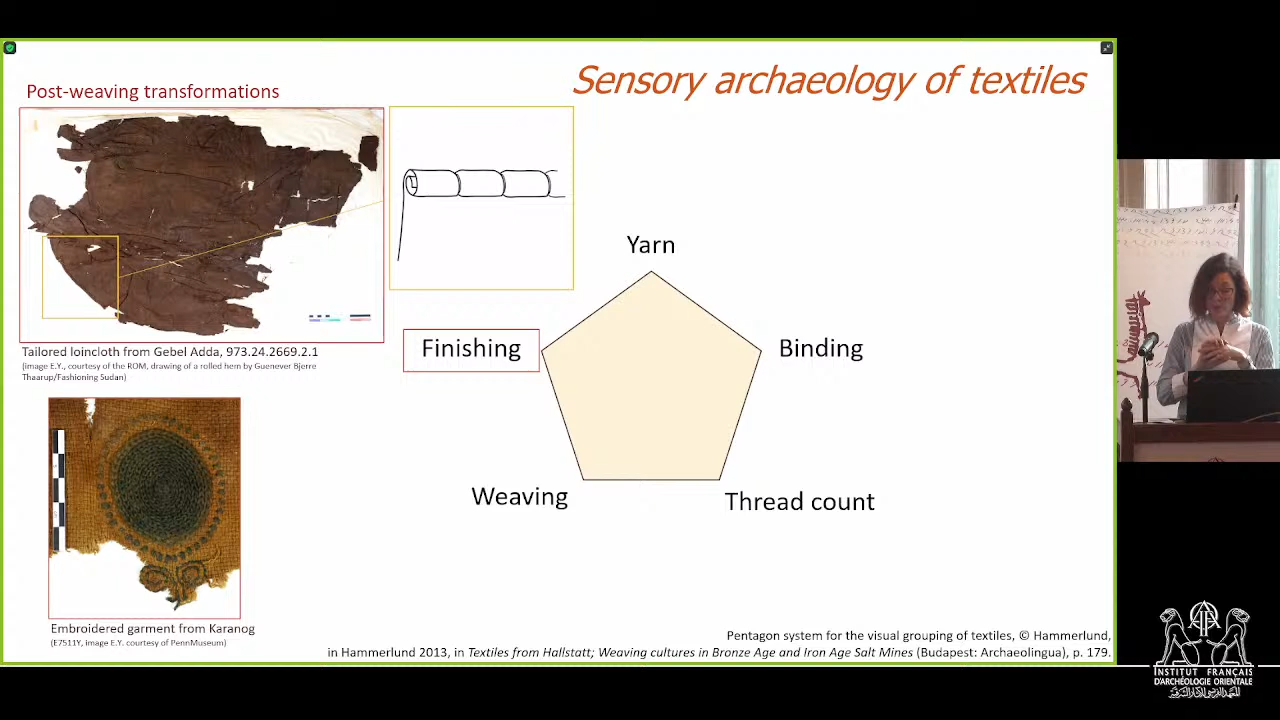 Sensory archaeology of textiles
Post-weaving transformations
Tailored loincloth from Gebel Adda, 973.24.2669.2.1
(image E.Y., courtesy of the ROM, drawing of a rolled hem by Guenever Bjerre
Thaarup/Fashioning Sudan)
Yarn
Finishing
Binding
Weaving
Thread count
Embroidered garment from Karanog
(E7511Y, image E.Y. courtesy of PennMuseum)
Pentagon system for the visual grouping of textiles, © Hammerlund,
in Hammerlund 2013, in Textiles from Hallstatt; Weaving cultures in Bronze Age and Iron Age Salt Mines (Budapest: Archaeolingua), p. 179.
INSTITUT FRANÇAIS
D'ARCHÉOLOGIE ORIENTALE